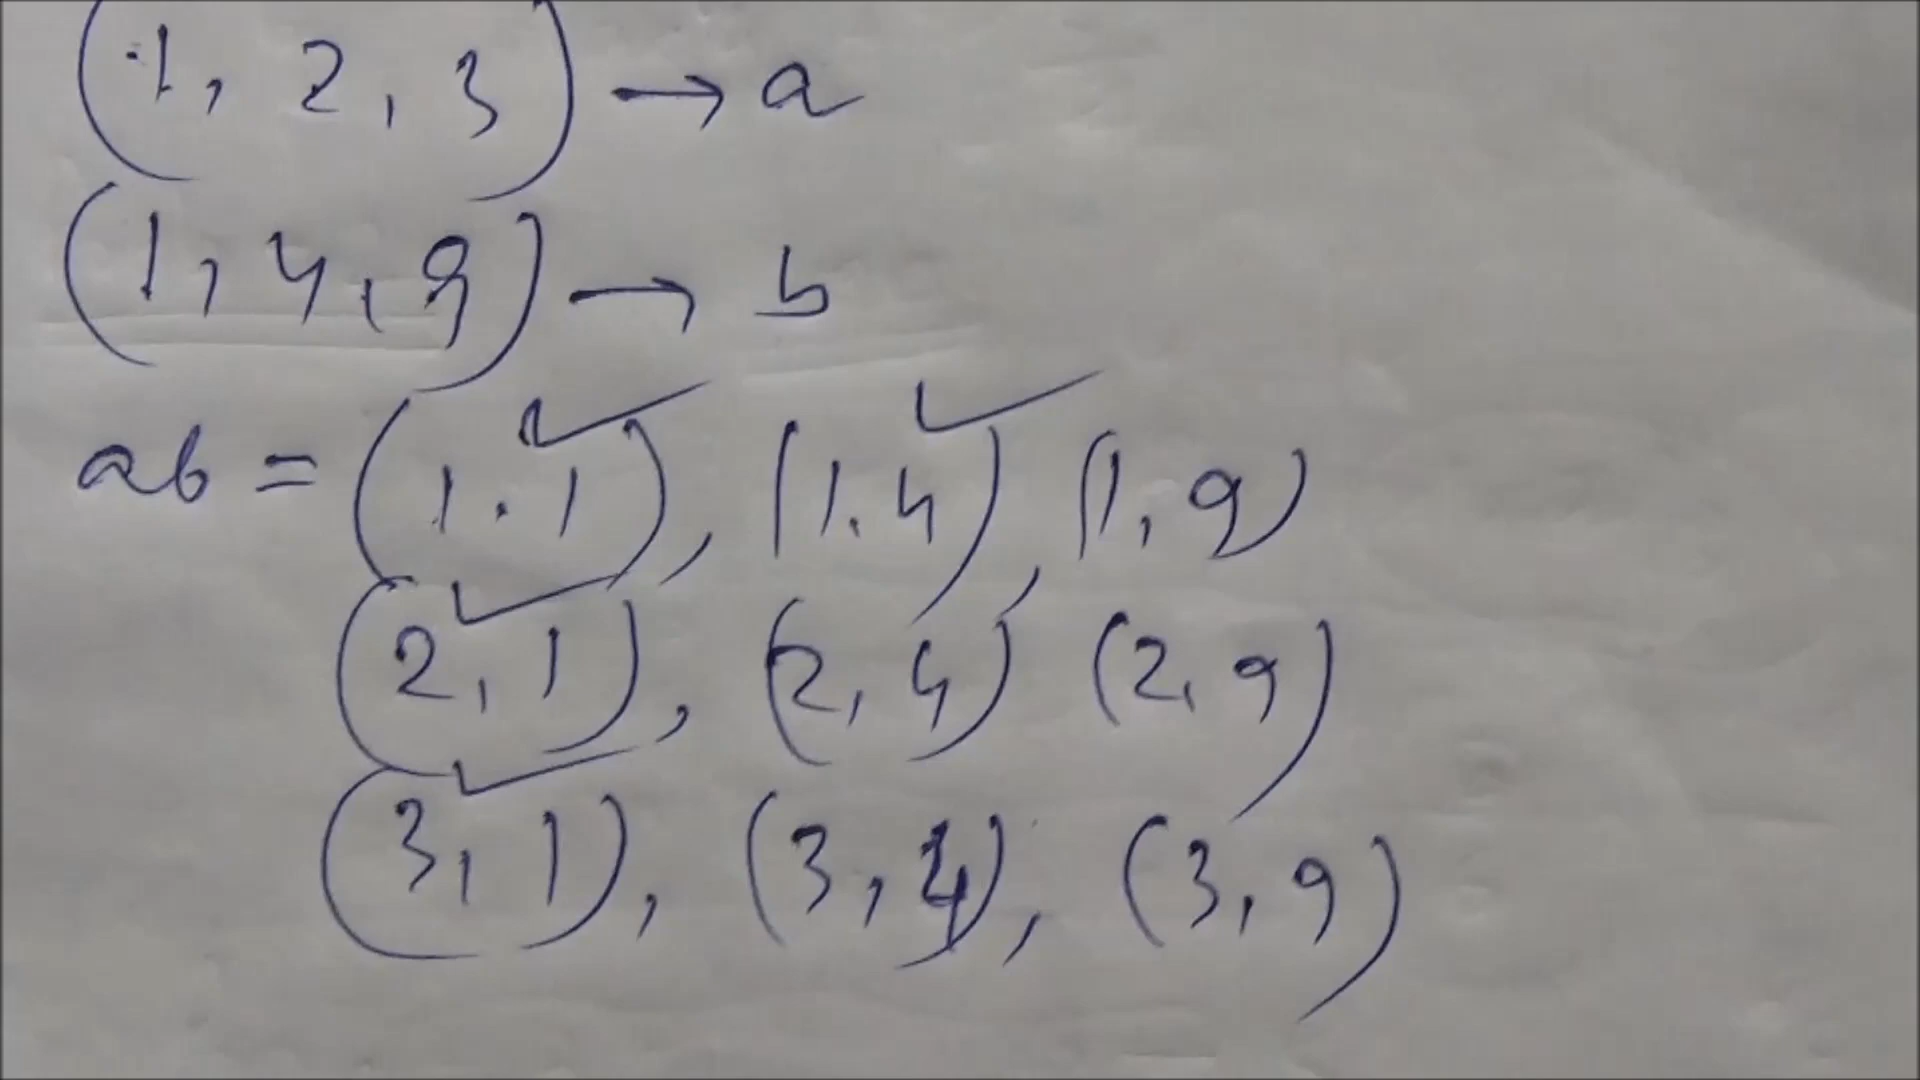 (1, 2, 3) → a
(1, 4, 9) → b
ab = (1.1), (1.4), (1, 9)
(2, 1), (2, 4) (2, 9)
(3, 1), (3, 4), (3, 9)